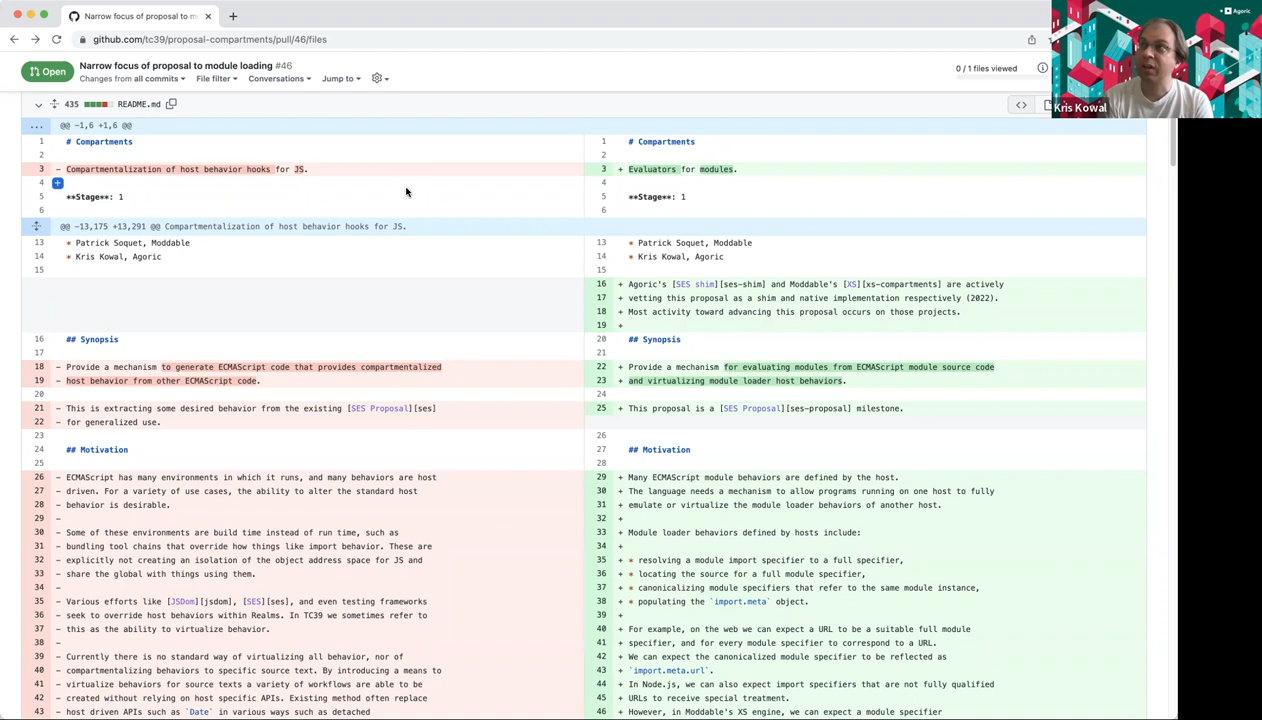 Narrow focus of proposal to m
github.com/tc39/proposal-compartments/pull/46/files
Agoric
Kris Kowal
Open
Narrow focus of proposal to module loading #46
Changes from all commits
File filter
Conversations
Jump to
0 / 1 files viewed
435 README.md
... @@ -1,6 +1,6 @@
1 # Compartments
2
3 - Compartmentalization of host behavior hooks for JS.
4
5 **Stage**: 1
6
@@ -13,175 +13,291 @@ Compartmentalization of host behavior hooks for JS.
13 * Patrick Soquet, Moddable
14 * Kris Kowal, Agoric
15
16 ## Synopsis
17
18 - Provide a mechanism to generate ECMAScript code that provides compartmentalized
19 - host behavior from other ECMAScript code.
20
21 - This is extracting some desired behavior from the existing [SES Proposal][ses]
22 - for generalized use.
23
24 ## Motivation
25
26 - ECMAScript has many environments in which it runs, and many behaviors are host
27 - driven. For a variety of use cases, the ability to alter the standard host
28 - behavior is desirable.
29 -
30 - Some of these environments are build time instead of run time, such as
31 - bundling tool chains that override how things like import behavior. These are
32 - explicitly not creating an isolation of the object address space for JS and
33 - share the global with things using them.
34 -
35 - Various efforts like [JSDom][jsdom], [SES][ses], and even testing frameworks
36 - seek to override host behaviors within Realms. In TC39 we sometimes refer to
37 - this as the ability to virtualize behavior.
38 -
39 - Currently there is no standard way of virtualizing all behavior, nor of
40 - compartmentalizing behaviors to specific source text. By introducing a means to
41 - virtualize behaviors for source texts a variety of workflows are able to be
42 - created without relying on host specific APIs. Existing method often replace
43 - host driven APIs such as `Date` in various ways such as detached
1 # Compartments
2
3 + Evaluators for modules.
4
5 **Stage**: 1
6
13 * Patrick Soquet, Moddable
14 * Kris Kowal, Agoric
15
16 + Agoric's [SES shim][ses-shim] and Moddable's [XS][xs-compartments] are actively
17 + vetting this proposal as a shim and native implementation respectively (2022).
18 + Most activity toward advancing this proposal occurs on those projects.
19 +
20 ## Synopsis
21
22 + Provide a mechanism for evaluating modules from ECMAScript module source code
23 + and virtualizing module loader host behaviors.
24
25 + This proposal is a [SES Proposal][ses-proposal] milestone.
26
27 ## Motivation
28
29 + Many ECMAScript module behaviors are defined by the host.
30 + The language needs a mechanism to allow programs running on one host to fully
31 + emulate or virtualize the module loader behaviors of another host.
32 +
33 + Module loader behaviors defined by hosts include:
34 +
35 + * resolving a module import specifier to a full specifier,
36 + * locating the source for a full module specifier,
37 + * canonicalizing module specifiers that refer to the same module instance,
38 + * populating the `import.meta` object.
39 +
40 + For example, on the web we can expect a URL to be a suitable full module
41 + specifier, and for every module specifier to correspond to a URL.
42 + We can expect the canonicalized module specifier to be reflected as
43 + `import.meta.url`.
44 + In Node.js, we can also expect import specifiers that are not fully qualified
45 + URLs to receive special treatment.
46 + However, in Moddable's XS engine, we can expect a module specifier